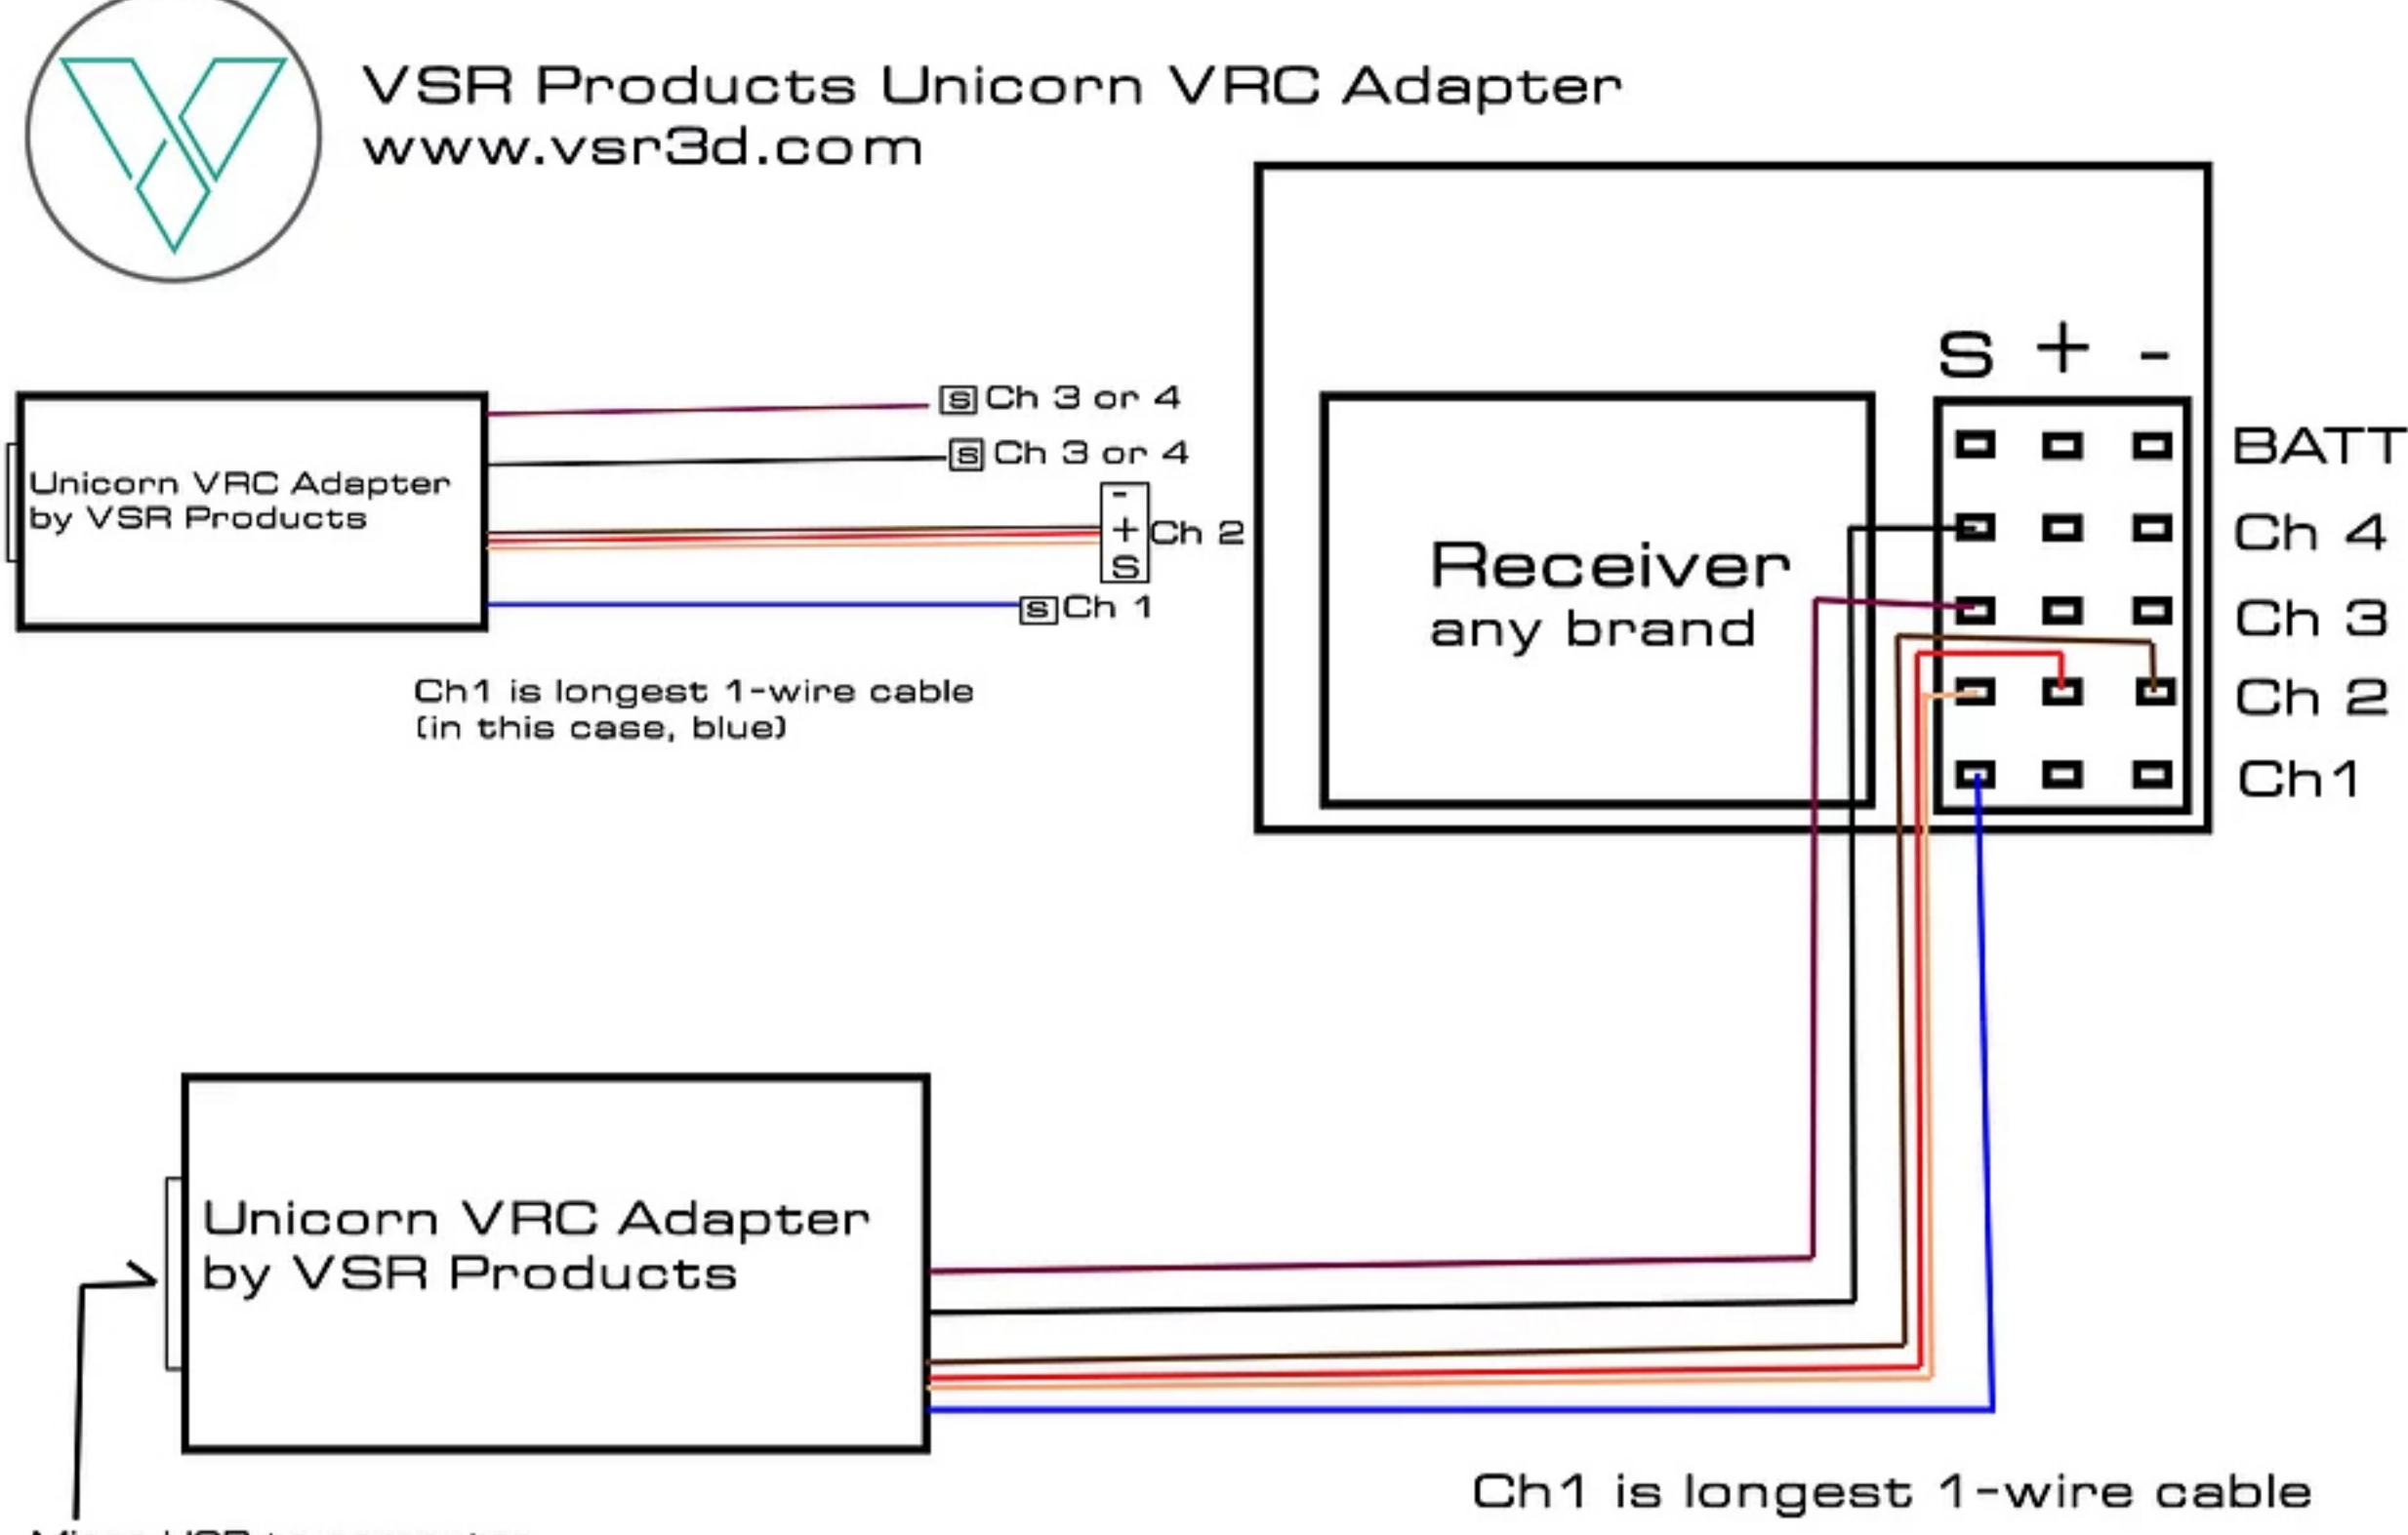 VSR Products Unicorn VRC Adapter
www.vsr3d.com
S + -
BATT
Ch 4
Ch 3
Ch 2
Ch1
Receiver
any brand
Unicorn VRC Adapter
by VSR Products
s Ch 3 or 4
s Ch 3 or 4
-
+ Ch 2
S
s Ch 1
Ch1 is longest 1-wire cable
(in this case, blue)
Unicorn VRC Adapter
by VSR Products
Ch1 is longest 1-wire cable